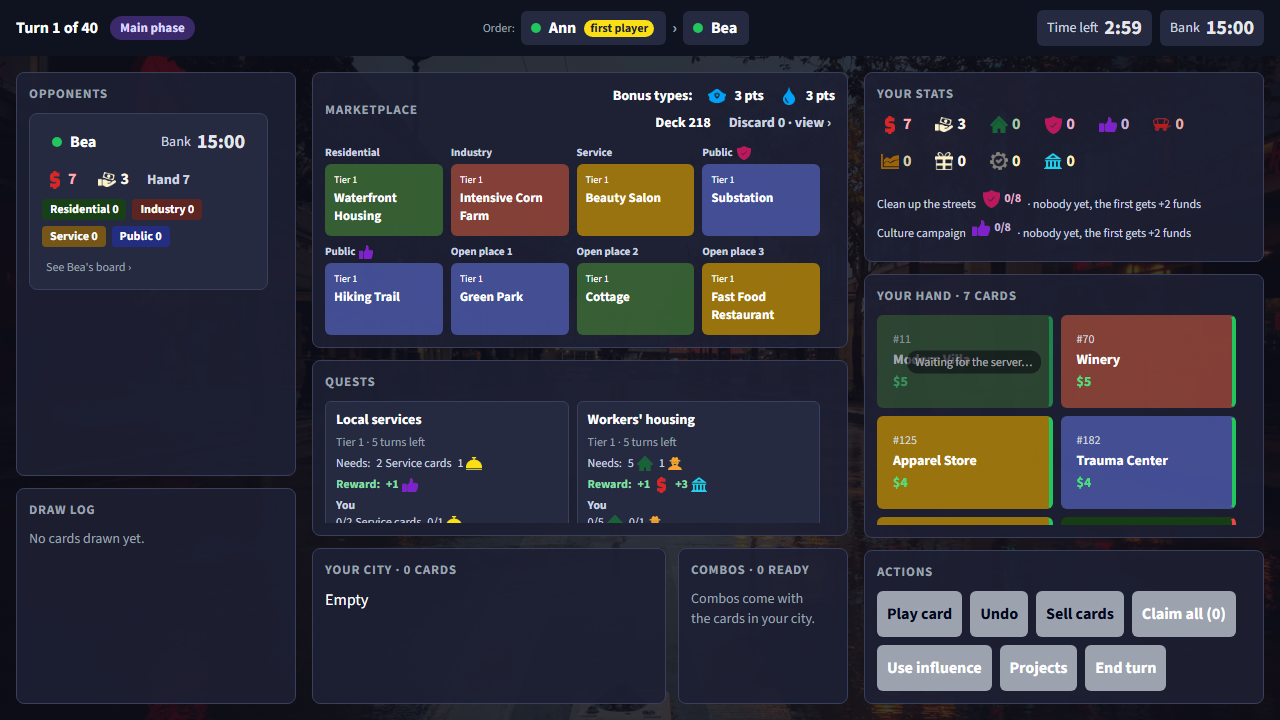 Turn 1 of 40 Main phase Order: Ann first player › Bea Time left 2:59 Bank 15:00
OPPONENTS
Bea Bank 15:00
7 3 Hand 7
Residential 0 Industry 0
Service 0 Public 0
See Bea's board ›
DRAW LOG
No cards drawn yet.
MARKETPLACE
Bonus types: 3 pts 3 pts
Deck 218 Discard 0 · view ›
Residential Industry Service Public
Tier 1
Waterfront
Housing
Tier 1
Intensive Corn
Farm
Tier 1
Beauty Salon
Tier 1
Substation
Public Open place 1 Open place 2 Open place 3
Tier 1
Hiking Trail
Tier 1
Green Park
Tier 1
Cottage
Tier 1
Fast Food
Restaurant
QUESTS
Local services
Tier 1 · 5 turns left
Needs: 2 Service cards 1
Reward: +1
You
0/2 Service cards 0/1
Workers' housing
Tier 1 · 5 turns left
Needs: 5 1
Reward: +1 +3
You
0/5 0/1
YOUR CITY · 0 CARDS
Empty
COMBOS · 0 READY
Combos come with
the cards in your city.
YOUR STATS
7 3 0 0 0 0
0 0 0 0
Clean up the streets 0/8 · nobody yet, the first gets +2 funds
Culture campaign 0/8 · nobody yet, the first gets +2 funds
YOUR HAND · 7 CARDS
#11
Waiting for the server…
$5
#70
Winery
$5
#125
Apparel Store
$4
#182
Trauma Center
$4
ACTIONS
Play card Undo Sell cards Claim all (0)
Use influence Projects End turn